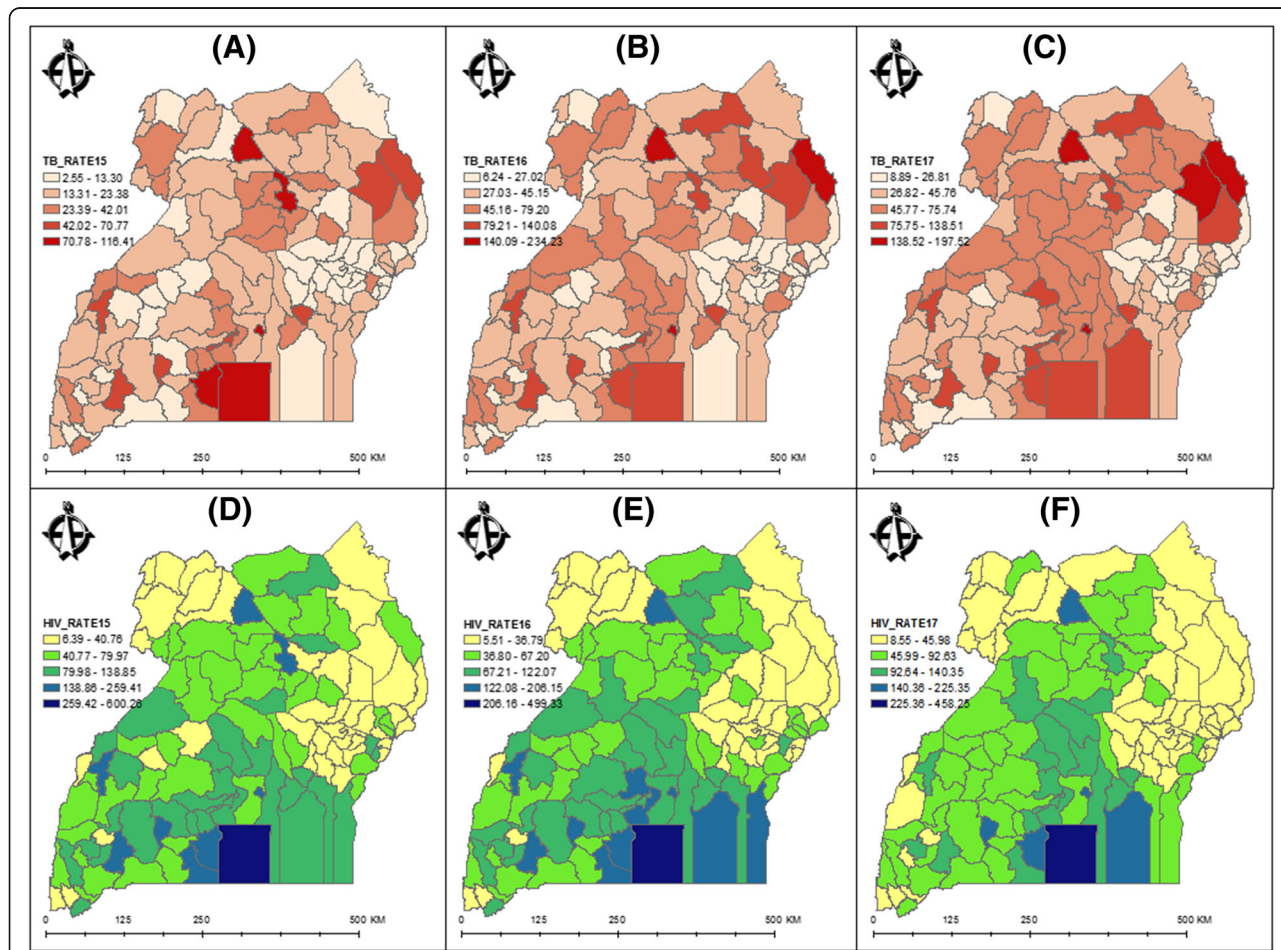 (A)
TB_RATE15
2.55 - 13.30
13.31 - 23.38
23.39 - 42.01
42.02 - 70.77
70.78 - 116.41
0 125 250 500 KM
(B)
TB_RATE16
6.24 - 27.02
27.03 - 45.15
45.16 - 79.20
79.21 - 140.08
140.09 - 234.23
0 125 250 500 KM
(C)
TB_RATE17
8.89 - 26.81
26.82 - 45.76
45.77 - 75.74
75.75 - 138.51
138.52 - 197.52
0 125 250 500 KM
(D)
HIV_RATE15
6.39 - 40.76
40.77 - 79.97
79.98 - 138.85
138.86 - 259.41
259.42 - 600.26
0 125 250 500 KM
(E)
HIV_RATE16
5.51 - 36.79
36.80 - 67.20
67.21 - 122.07
122.08 - 206.15
206.16 - 499.33
0 125 250 500 KM
(F)
HIV_RATE17
8.55 - 45.98
45.99 - 92.63
92.64 - 140.35
140.36 - 225.35
225.36 - 458.25
0 125 250 500 KM